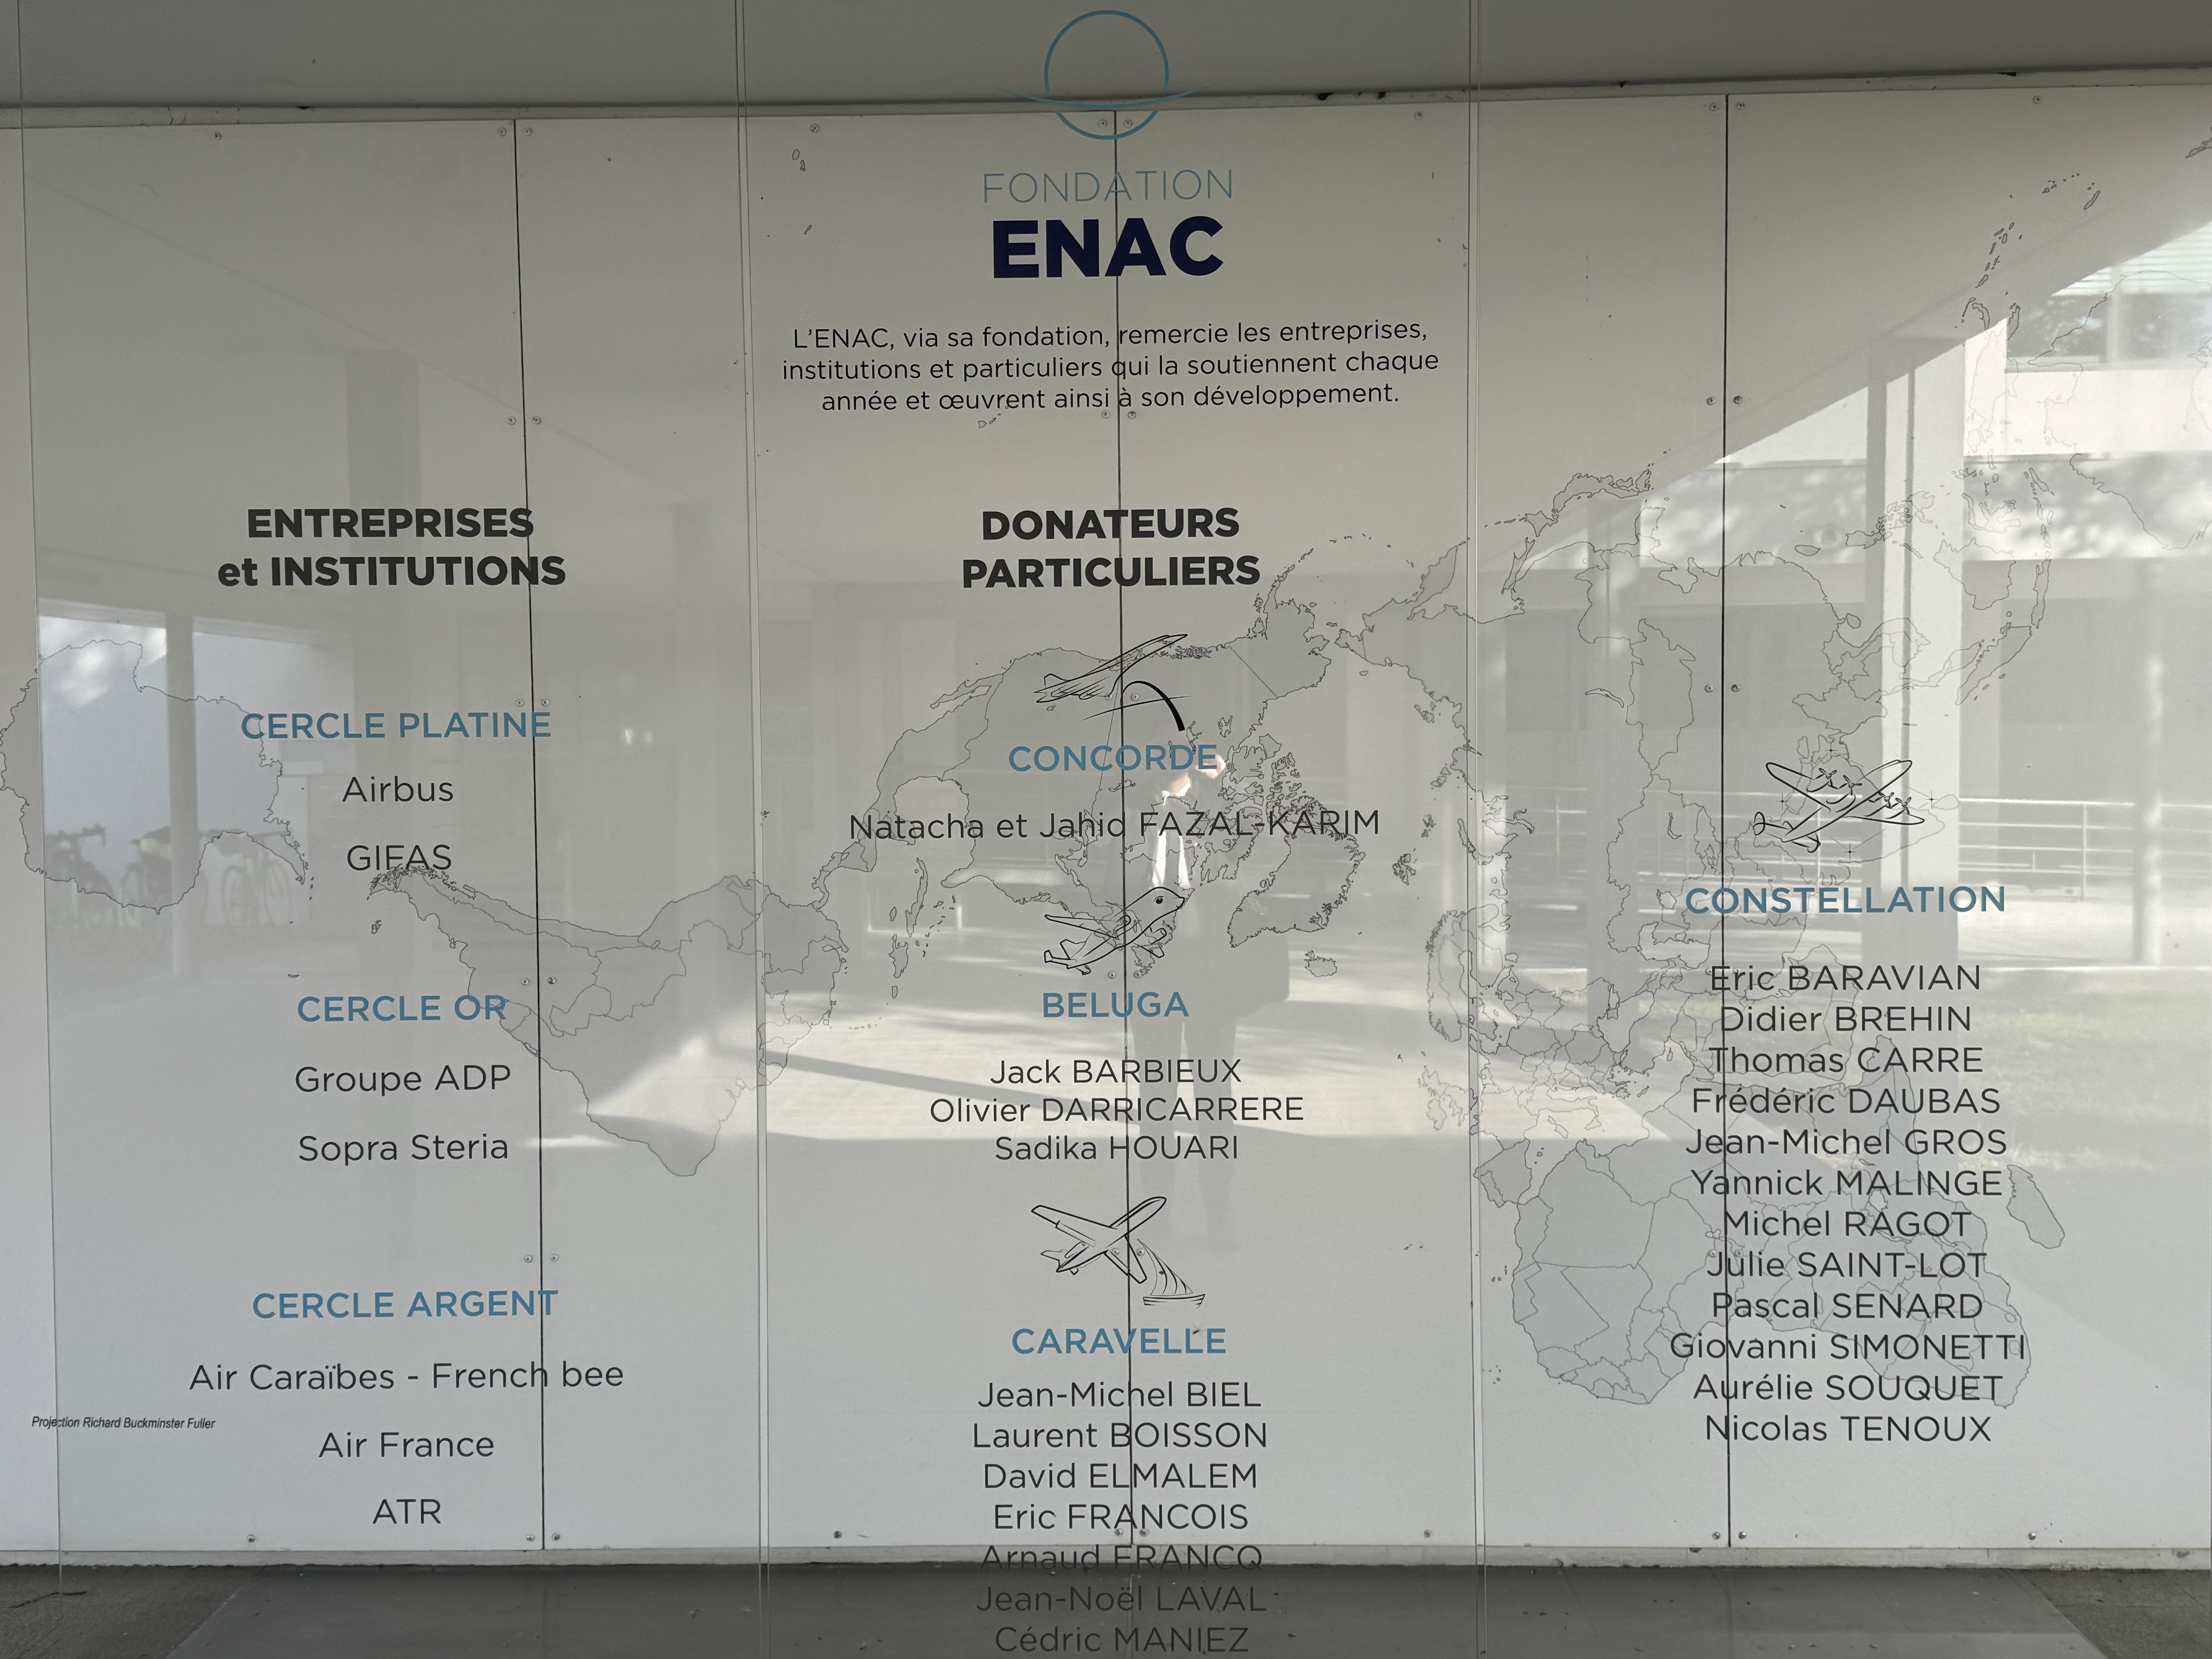 FONDATION
ENAC
L'ENAC, via sa fondation, remercie les entreprises,
institutions et particuliers qui la soutiennent chaque
année et œuvrent ainsi à son développement.
ENTREPRISES
et INSTITUTIONS
CERCLE PLATINE
Airbus
GIFAS
CERCLE OR
Groupe ADP
Sopra Steria
CERCLE ARGENT
Air Caraïbes - French bee
Air France
ATR
Projection Richard Buckminster Fuller
DONATEURS
PARTICULIERS
CONCORDE
Natacha et Jahid FAZAL-KARIM
BELUGA
Jack BARBIEUX
Olivier DARRICARRERE
Sadika HOUARI
CARAVELLE
Jean-Michel BIEL
Laurent BOISSON
David ELMALEM
Eric FRANCOIS
Arnaud FRANCQ
Jean-Noël LAVAL
Cédric MANIEZ
CONSTELLATION
Eric BARAVIAN
Didier BREHIN
Thomas CARRE
Frédéric DAUBAS
Jean-Michel GROS
Yannick MALINGE
Michel RAGOT
Julie SAINT-LOT
Pascal SENARD
Giovanni SIMONETTI
Aurélie SOUQUET
Nicolas TENOUX